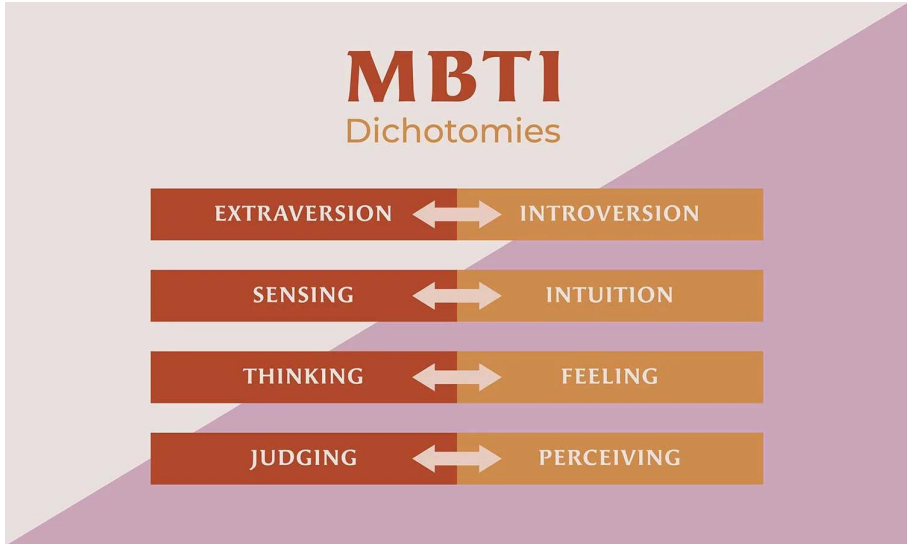 MBTI
Dichotomies
EXTRAVERSION INTROVERSION
SENSING INTUITION
THINKING FEELING
JUDGING PERCEIVING